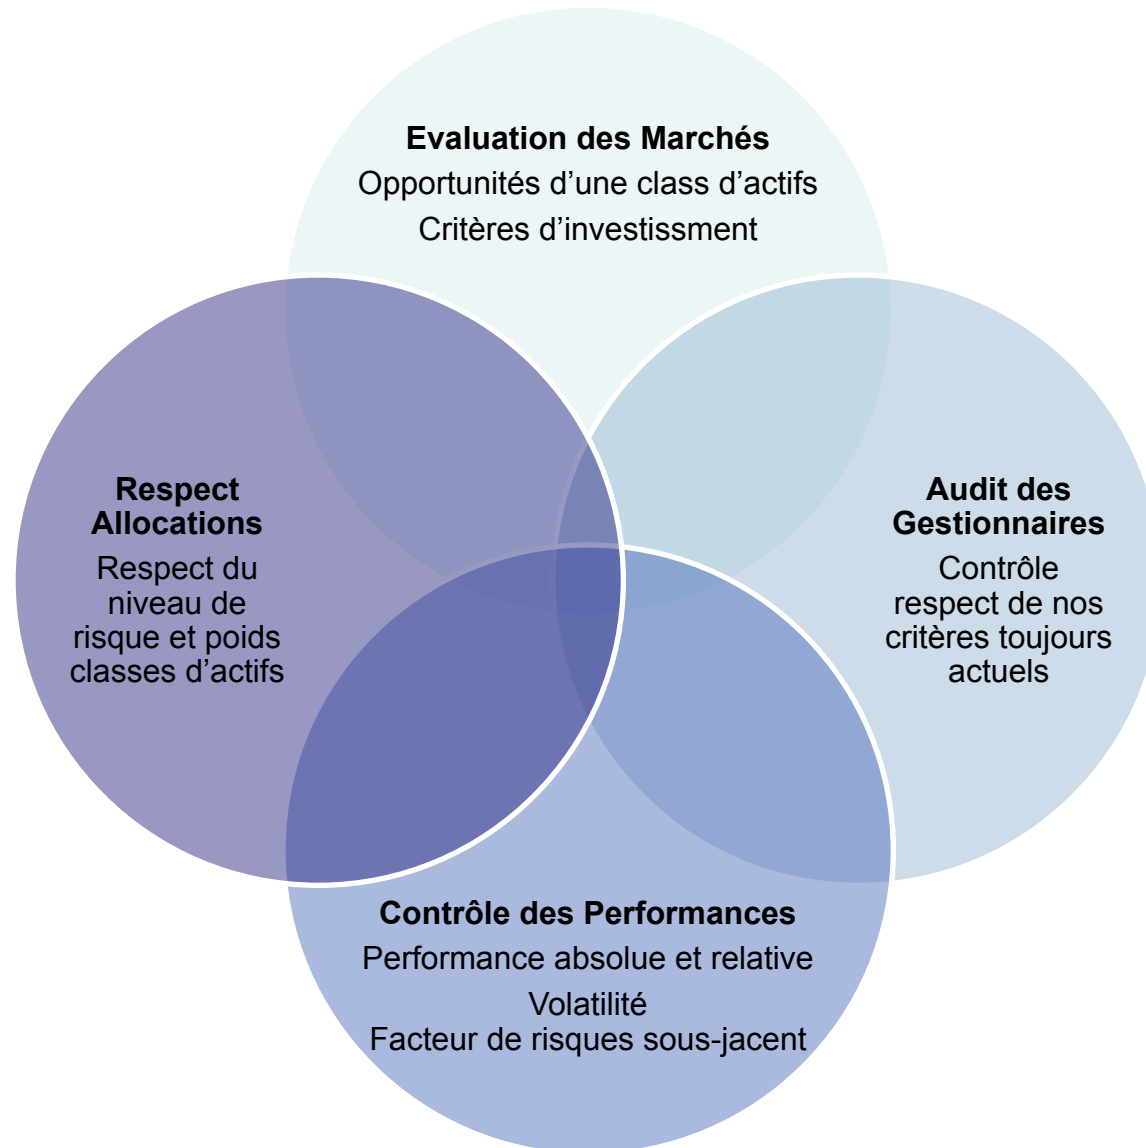 Evaluation des Marchés
Opportunités d’une class d’actifs
Critères d’investissment
Respect
Allocations
Respect du
niveau de
risque et poids
classes d’actifs
Audit des
Gestionnaires
Contrôle
respect de nos
critères toujours
actuels
Contrôle des Performances
Performance absolue et relative
Volatilité
Facteur de risques sous-jacent